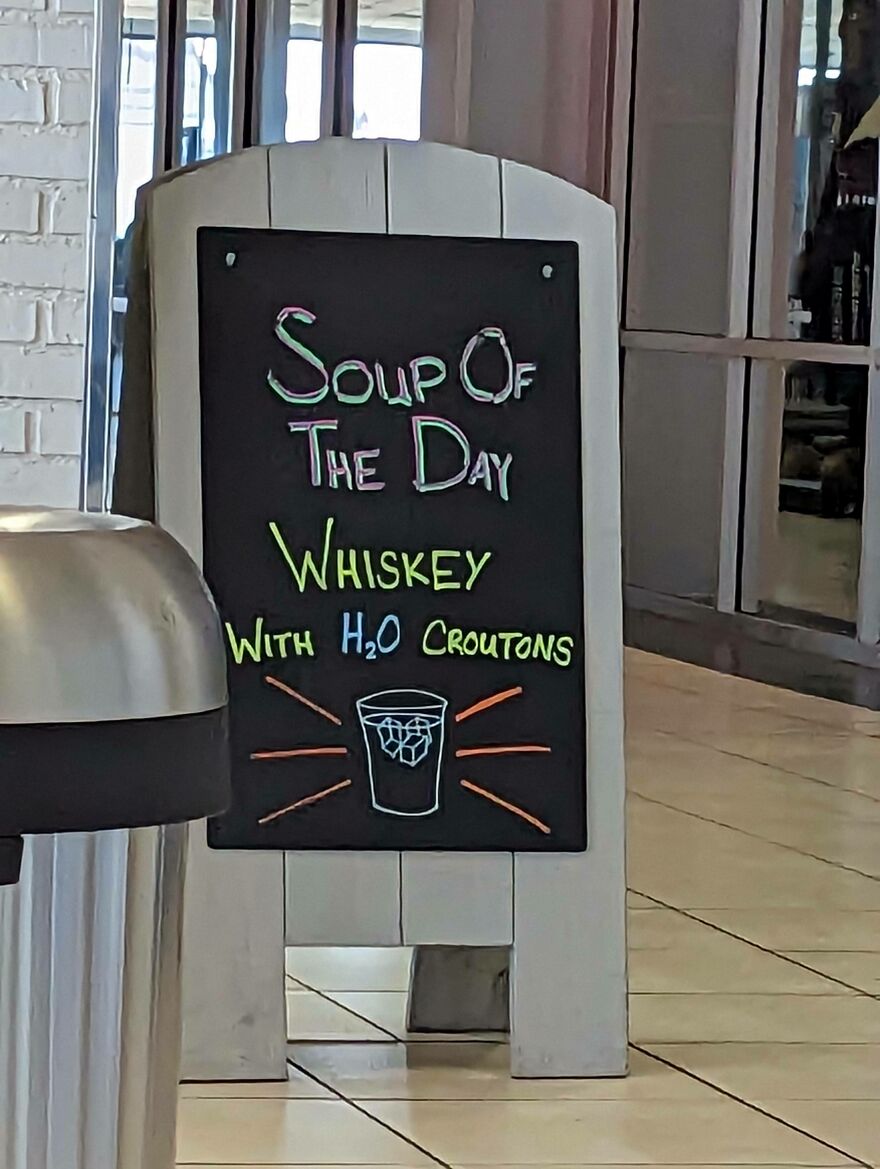 Soup Of
The Day
Whiskey
With H₂O Croutons